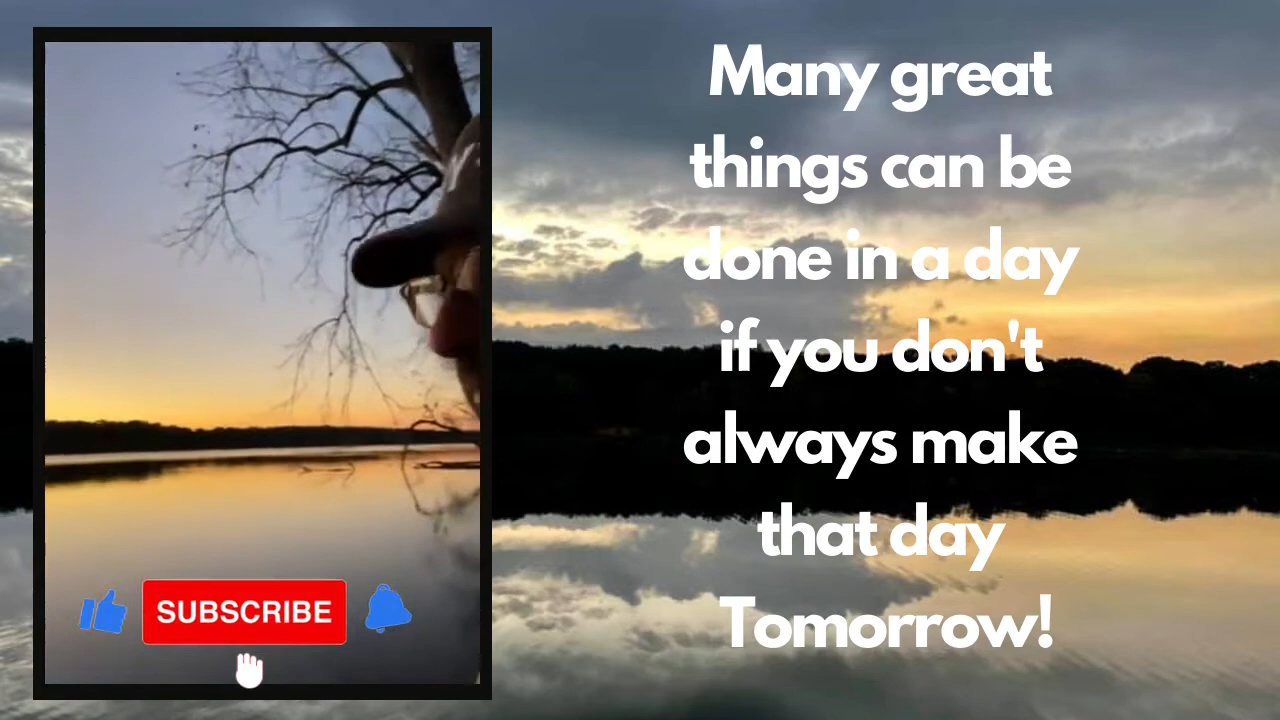 Many great
things can be
done in a day
if you don't
always make
that day
Tomorrow!
SUBSCRIBE